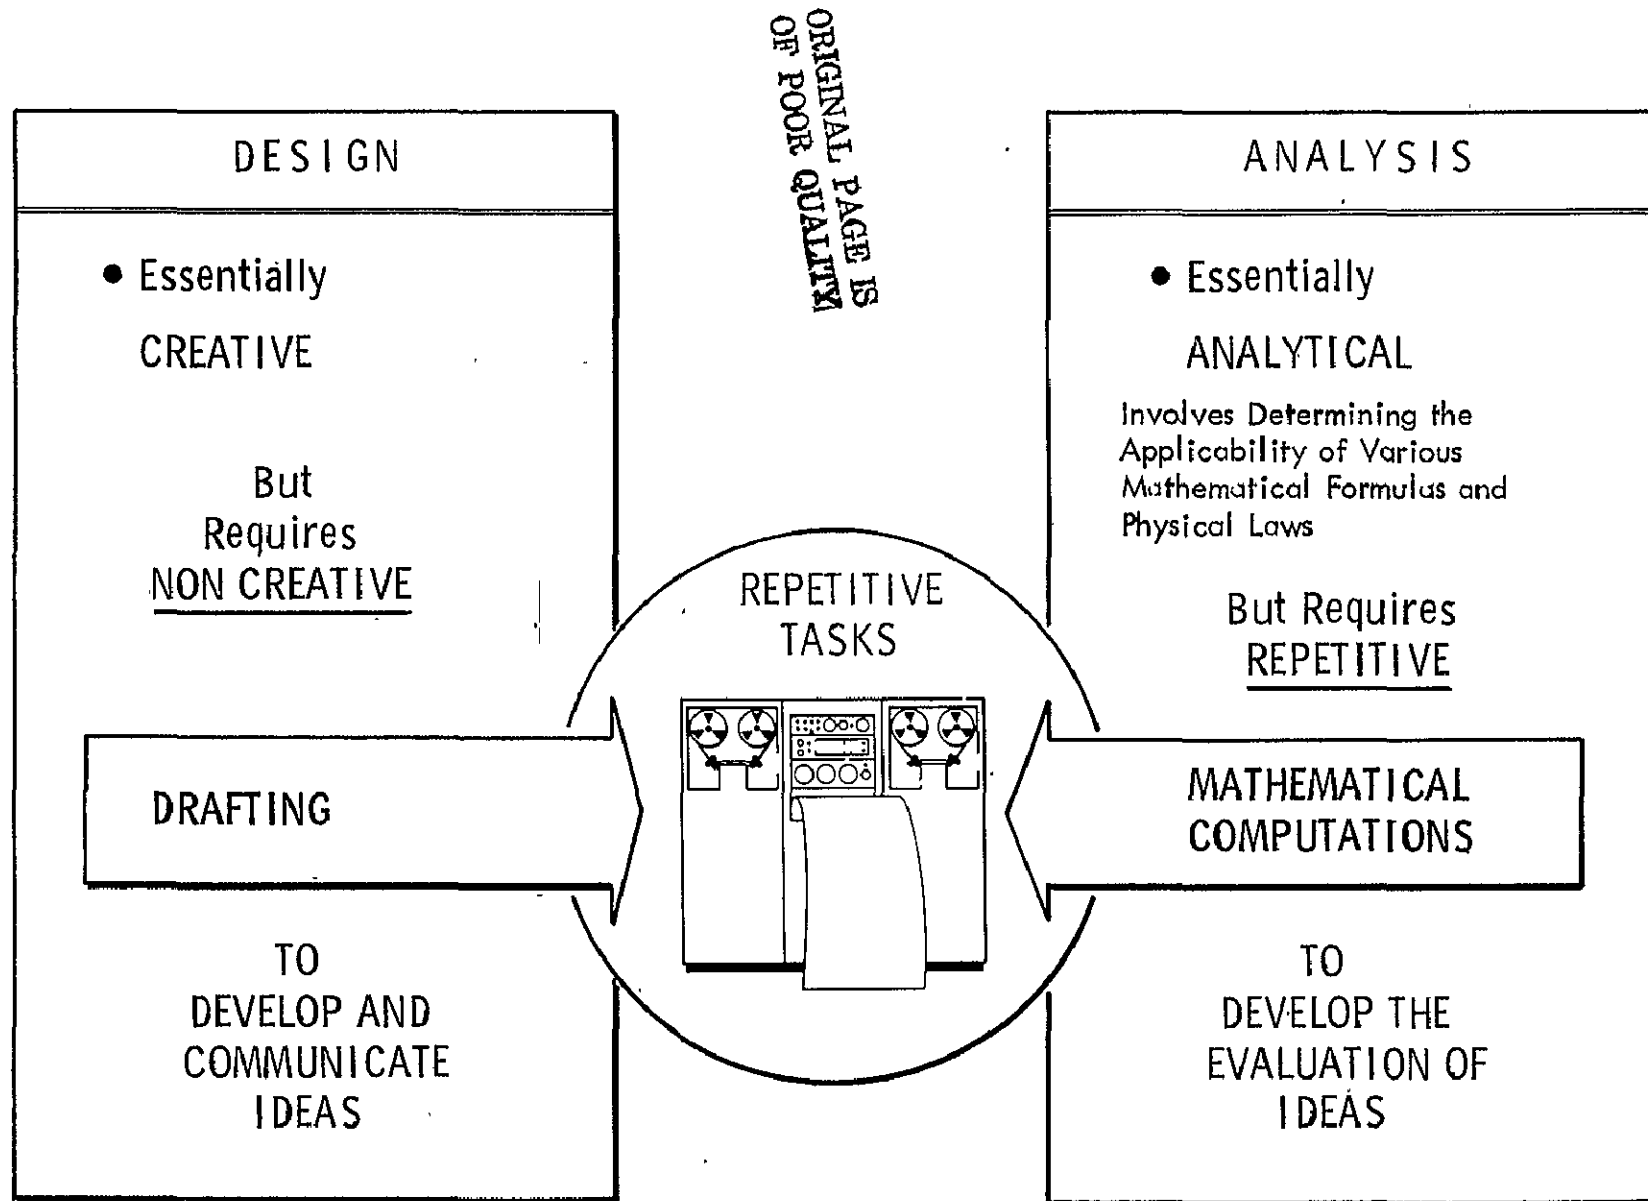 ORIGINAL PAGE IS
OF POOR QUALITY
DESIGN
• Essentially
CREATIVE
But
Requires
NON CREATIVE
DRAFTING
TO
DEVELOP AND
COMMUNICATE
IDEAS
REPETITIVE
TASKS
ANALYSIS
• Essentially
ANALYTICAL
Involves Determining the
Applicability of Various
Mathematical Formulas and
Physical Laws
But Requires
REPETITIVE
MATHEMATICAL
COMPUTATIONS
TO
DEVELOP THE
EVALUATION OF
IDEAS